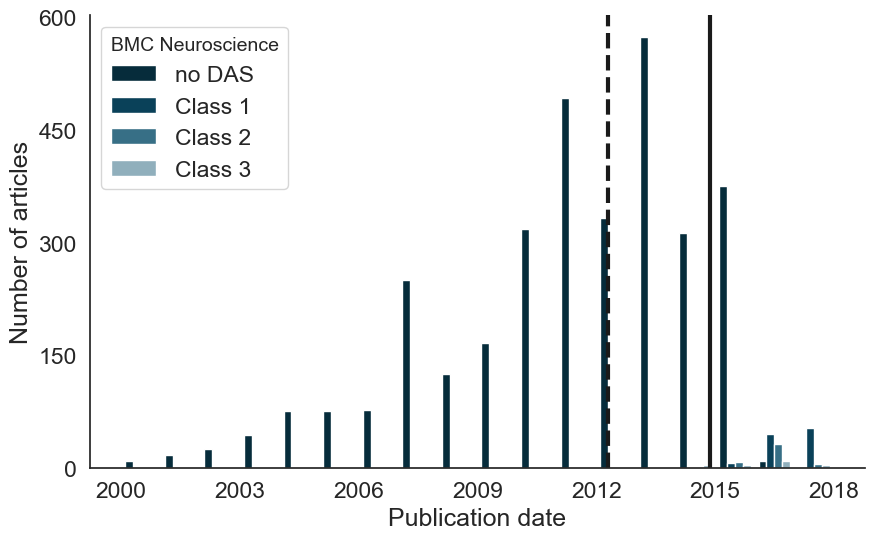 BMC Neuroscience
no DAS
Class 1
Class 2
Class 3
Number of articles
600
450
300
150
0
2000 2003 2006 2009 2012 2015 2018
Publication date